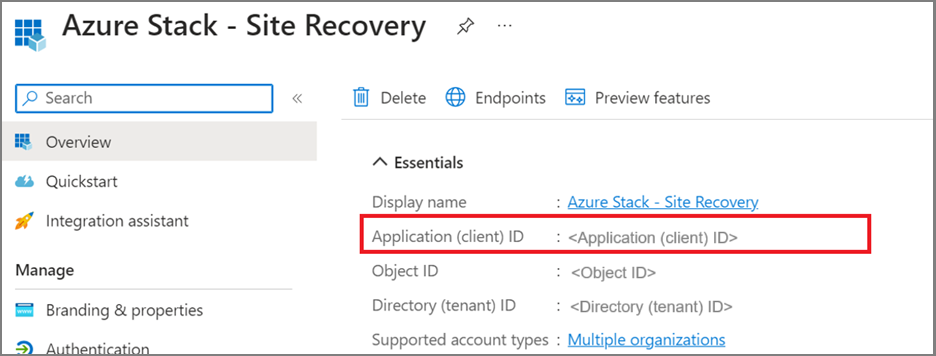 Azure Stack - Site Recovery ...
Search «
Delete Endpoints Preview features
Overview
Quickstart
Integration assistant
Manage
Branding & properties
Authentication
Essentials
Display name : Azure Stack - Site Recovery
Application (client) ID : <Application (client) ID>
Object ID : <Object ID>
Directory (tenant) ID : <Directory (tenant) ID>
Supported account types : Multiple organizations